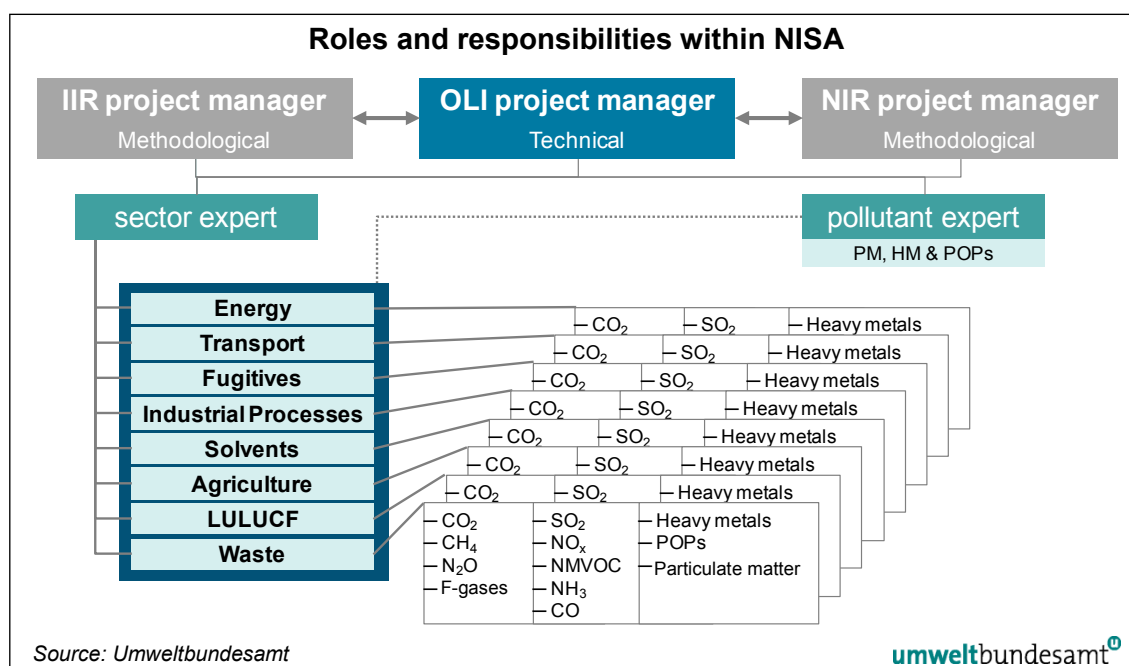 Roles and responsibilities within NISA
IIR project manager
Methodological
OLI project manager
Technical
NIR project manager
Methodological
sector expert
pollutant expert
PM, HM & POPs
Energy
Transport
Fugitives
Industrial Processes
Solvents
Agriculture
LULUCF
Waste
CO₂ SO₂ Heavy metals
CO₂ SO₂ Heavy metals
CO₂ SO₂ Heavy metals
CO₂ SO₂ Heavy metals
CO₂ SO₂ Heavy metals
CO₂ SO₂ Heavy metals
CO₂ SO₂ Heavy metals
CO₂ SO₂ Heavy metals
CH₄ NOₓ POPs
N₂O NMVOC Particulate matter
F-gases NH₃
CO
Source: Umweltbundesamt
umweltbundesamt u